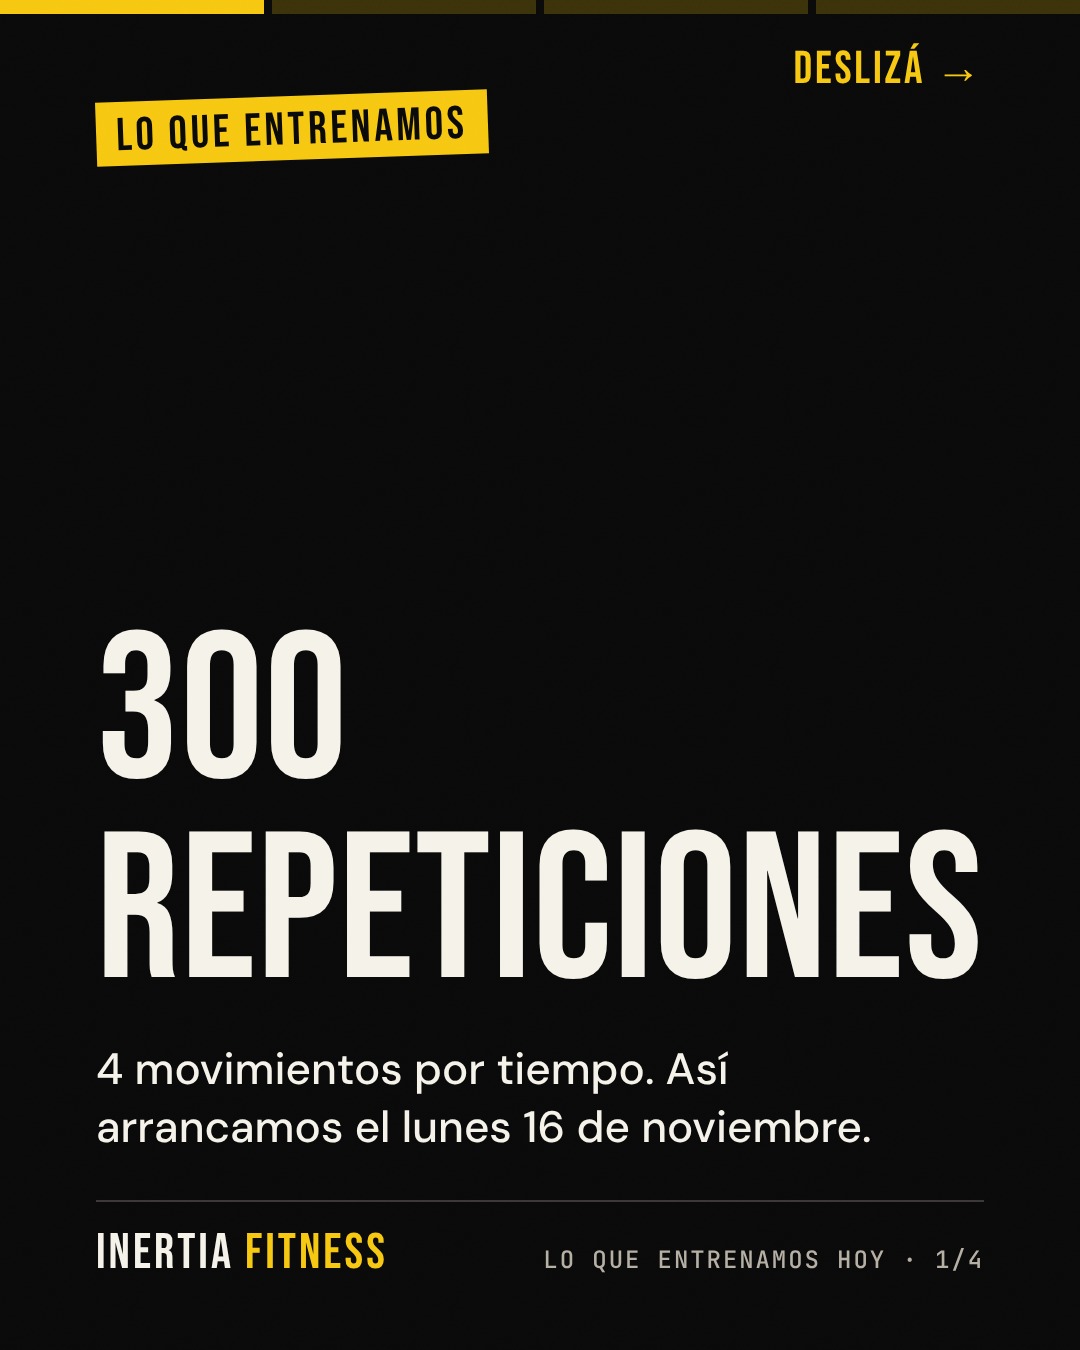 DESLIZÁ →
LO QUE ENTRENAMOS
300
REPETICIONES
4 movimientos por tiempo. Así
arrancamos el lunes 16 de noviembre.
INERTIA FITNESS
LO QUE ENTRENAMOS HOY · 1/4